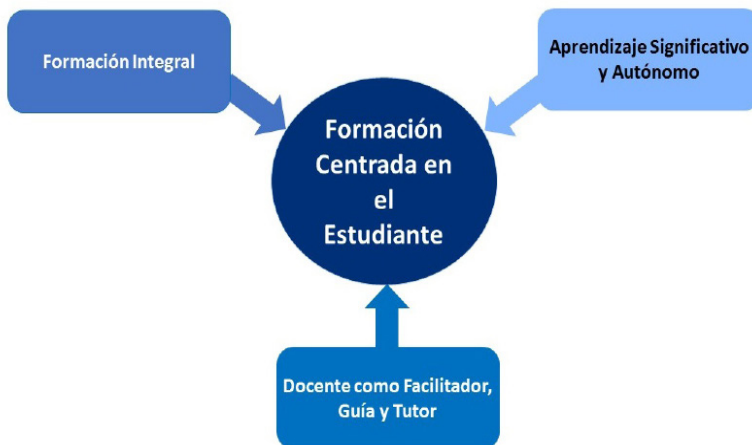 Formación Integral
Aprendizaje Significativo
y Autónomo
Formación
Centrada en
el
Estudiante
Docente como Facilitador,
Guía y Tutor